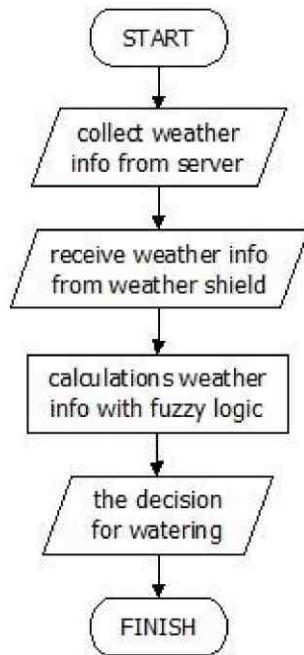 START
collect weather
info from server
receive weather info
from weather shield
calculations weather
info with fuzzy logic
the decision
for watering
FINISH